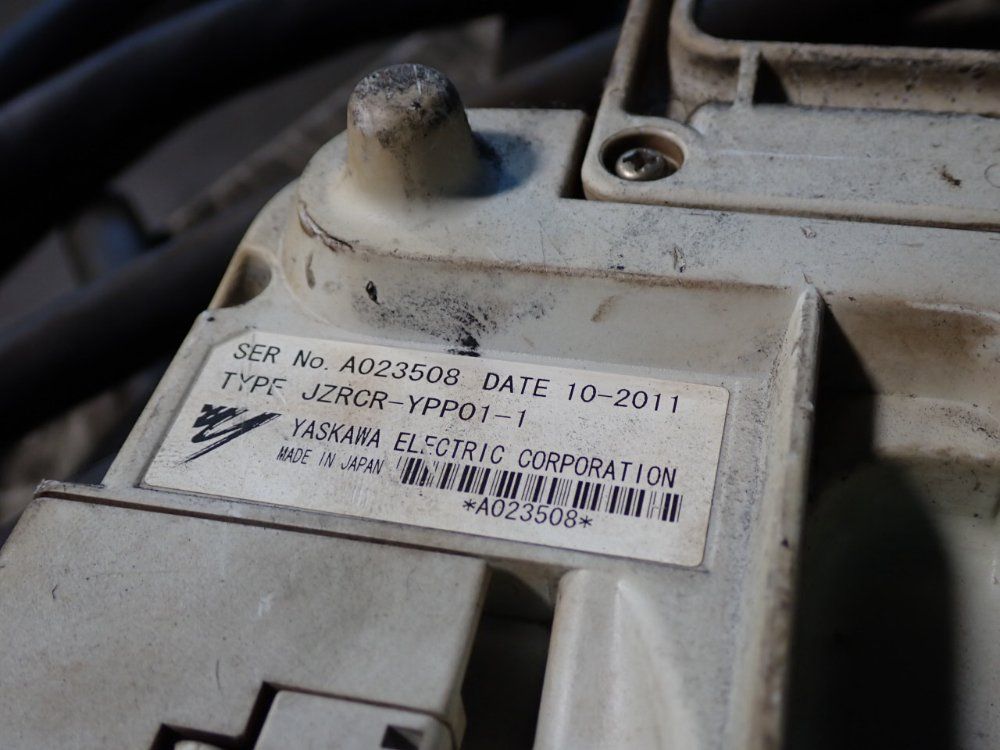 SER No. A023508 DATE 10-2011
TYPE JZRCR-YPP01-1
YASKAWA ELECTRIC CORPORATION
MADE IN JAPAN
*A023508*